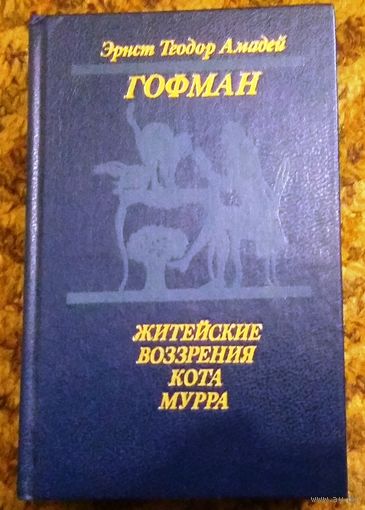 Эрнст Теодор Амадей
ГОФМАН
ЖИТЕЙСКИЕ
ВОЗЗРЕНИЯ
КОТА
МУРРА